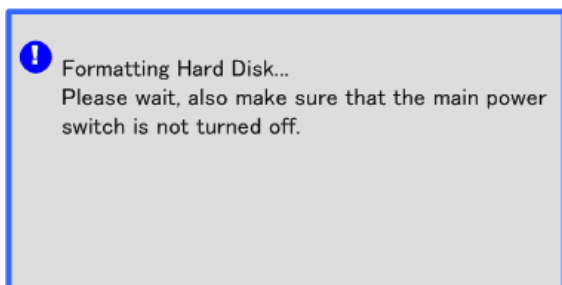 Formatting Hard Disk...
Please wait, also make sure that the main power
switch is not turned off.